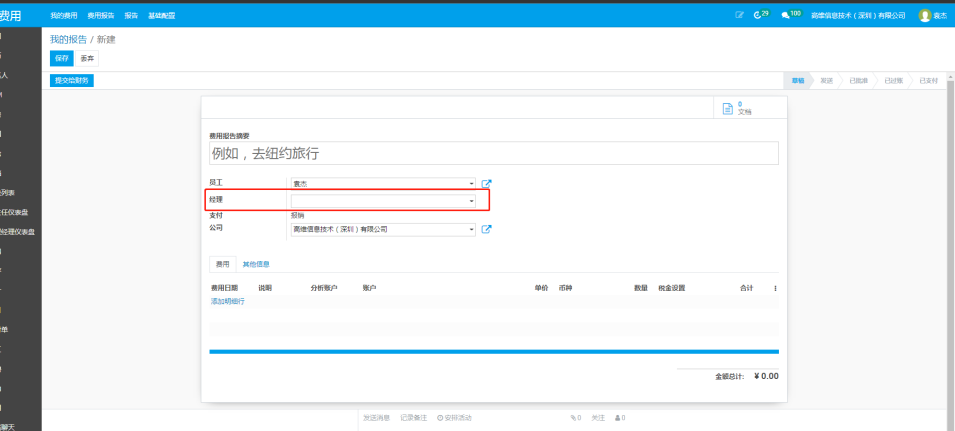 费用 我的费用 费用报告 报告 基础配置 29 100 高维信息技术（深圳）有限公司 袁杰
我的报告 / 新建
保存 丢弃
提交给财务 草稿 发送 已批准 已过账 已支付
0
文档
费用报告摘要
例如，去纽约旅行
员工 袁杰
经理
支付 报销
公司 高维信息技术（深圳）有限公司
费用 其他信息
费用日期 说明 分析账户 账户 单价 币种 数量 税金设置 合计
添加明细行
金额总计: ¥ 0.00
发送消息 记录备注 安排活动 0 关注 0
人
列表
任仪表盘
经理仪表盘
单
聊天